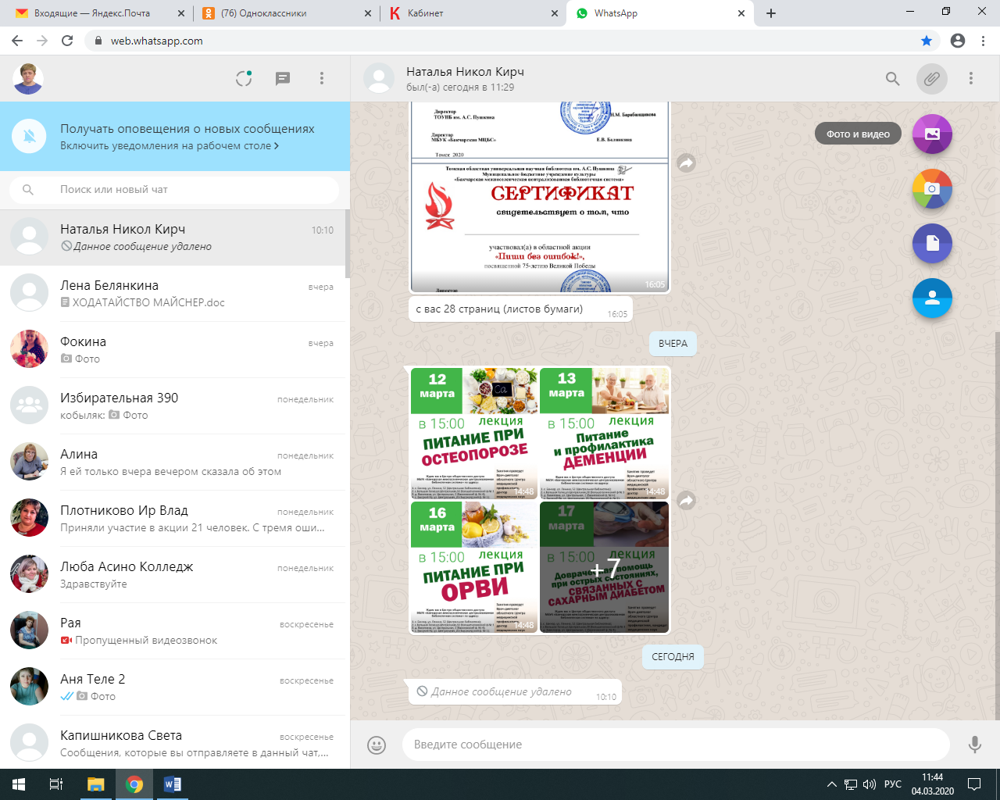 Входящие — Яндекс.Почта
(76) Одноклассники
Кабинет
WhatsApp
web.whatsapp.com
Наталья Никол Кирч
был(-а) сегодня в 11:29
Получать оповещения о новых сообщениях
Включить уведомления на рабочем столе
Поиск или новый чат
Наталья Никол Кирч 10:10
Данное сообщение удалено
Лена Белянкина вчера
ХОДАТАЙСТВО МАЙСНЕР.doc
Фокина вчера
Фото
Избирательная 390 понедельник
кобыляк: Фото
Алина понедельник
Я ей только вчера вечером сказала об этом
Плотниково Ир Влад понедельник
Приняли участие в акции 21 человек. С тремя оши...
Люба Асино Колледж понедельник
Здравствуйте
Рая воскресенье
Пропущенный видеозвонок
Аня Теле 2 воскресенье
Фото
Капишникова Света воскресенье
Сообщения, которые вы отправляете в данный чат,...
Директор
ТОУНБ им. А.С. Пушкина
Н.М. Барабанщикова
Директор
МБУК «Бакчарская МЦБС»
Е.В. Белянкина
Томск 2020
Томская областная универсальная научная библиотека им. А.С. Пушкина
Муниципальное бюджетное учреждение культуры
«Бакчарская межпоселенческая централизованная библиотечная система»
СЕРТИФИКАТ
свидетельствует о том, что
участвовал(а) в областной акции
«Пиши без ошибок!»,
посвященной 75-летию Великой Победы
Директор
16:05
с вас 28 страниц (листов бумаги) 16:05
ВЧЕРА
12
марта
в 15:00 лекция
ПИТАНИЕ ПРИ
ОСТЕОПОРОЗЕ
14:48
13
марта
в 15:00 лекция
Питание
и профилактика
ДЕМЕНЦИИ
14:48
16
марта
в 15:00 лекция
ПИТАНИЕ ПРИ
ОРВИ
14:48
17
марта
в 15:00 лекция
+7
Доврачебная помощь
при острых состояниях,
СВЯЗАННЫХ С
САХАРНЫМ ДИАБЕТОМ
СЕГОДНЯ
Данное сообщение удалено 10:10
Фото и видео
Введите сообщение
РУС
11:44
04.03.2020